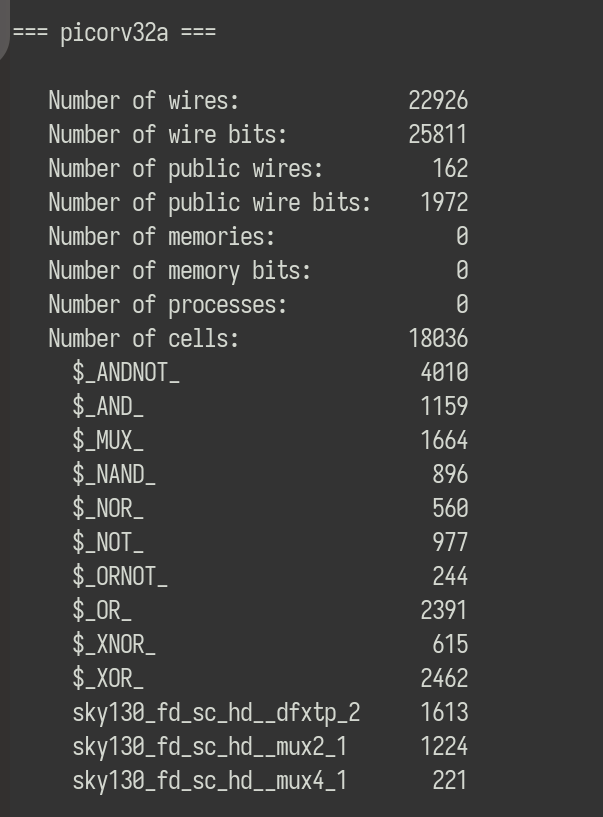 === picorv32a ===
Number of wires: 22926
Number of wire bits: 25811
Number of public wires: 162
Number of public wire bits: 1972
Number of memories: 0
Number of memory bits: 0
Number of processes: 0
Number of cells: 18036
$_ANDNOT_ 4010
$_AND_ 1159
$_MUX_ 1664
$_NAND_ 896
$_NOR_ 560
$_NOT_ 977
$_ORNOT_ 244
$_OR_ 2391
$_XNOR_ 615
$_XOR_ 2462
sky130_fd_sc_hd__dfxtp_2 1613
sky130_fd_sc_hd__mux2_1 1224
sky130_fd_sc_hd__mux4_1 221